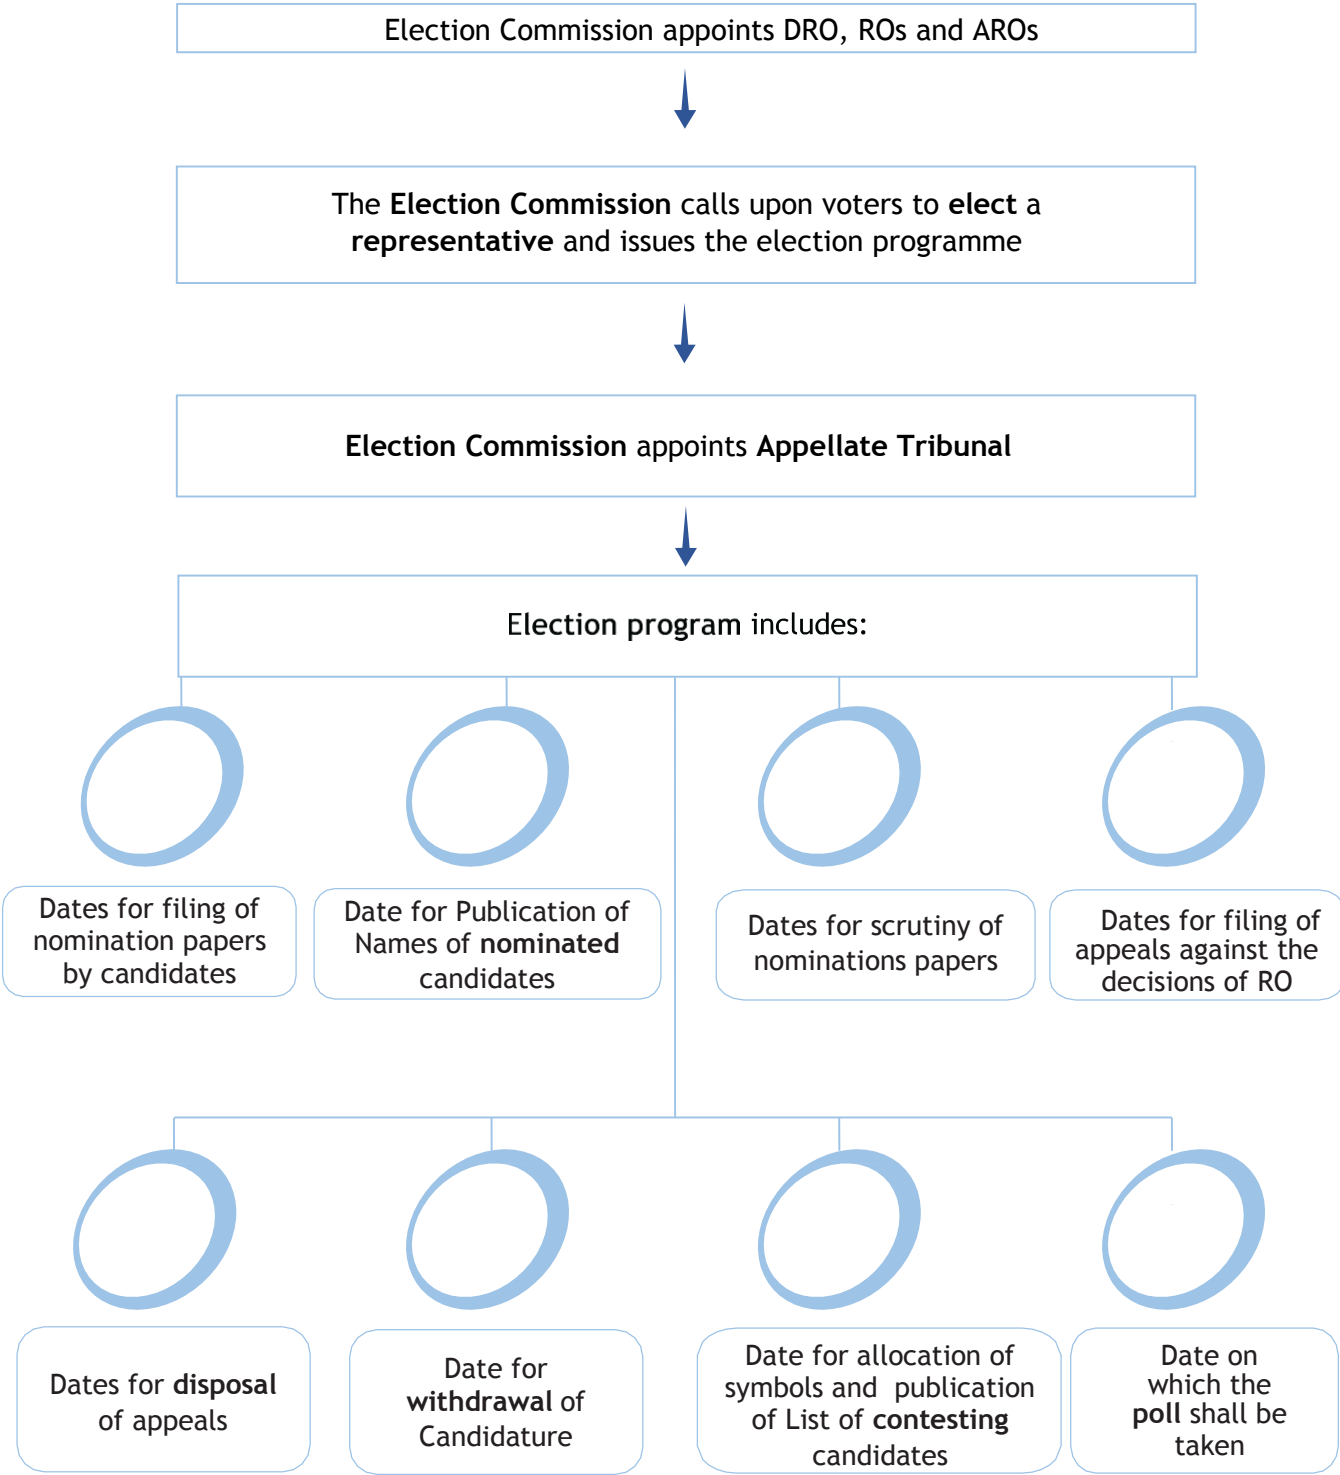 Election Commission appoints DRO, ROs and AROs
The Election Commission calls upon voters to elect a
representative and issues the election programme
Election Commission appoints Appellate Tribunal
Election program includes:
Dates for filing of
nomination papers
by candidates
Date for Publication of
Names of nominated
candidates
Dates for scrutiny of
nominations papers
Dates for filing of
appeals against the
decisions of RO
Dates for disposal
of appeals
Date for
withdrawal of
Candidature
Date for allocation of
symbols and publication
of List of contesting
candidates
Date on
which the
poll shall be
taken